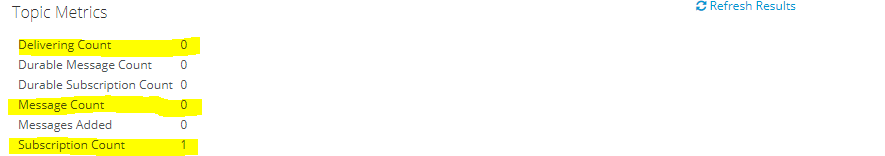 Topic Metrics
Refresh Results
Delivering Count 0
Durable Message Count 0
Durable Subscription Count 0
Message Count 0
Messages Added 0
Subscription Count 1